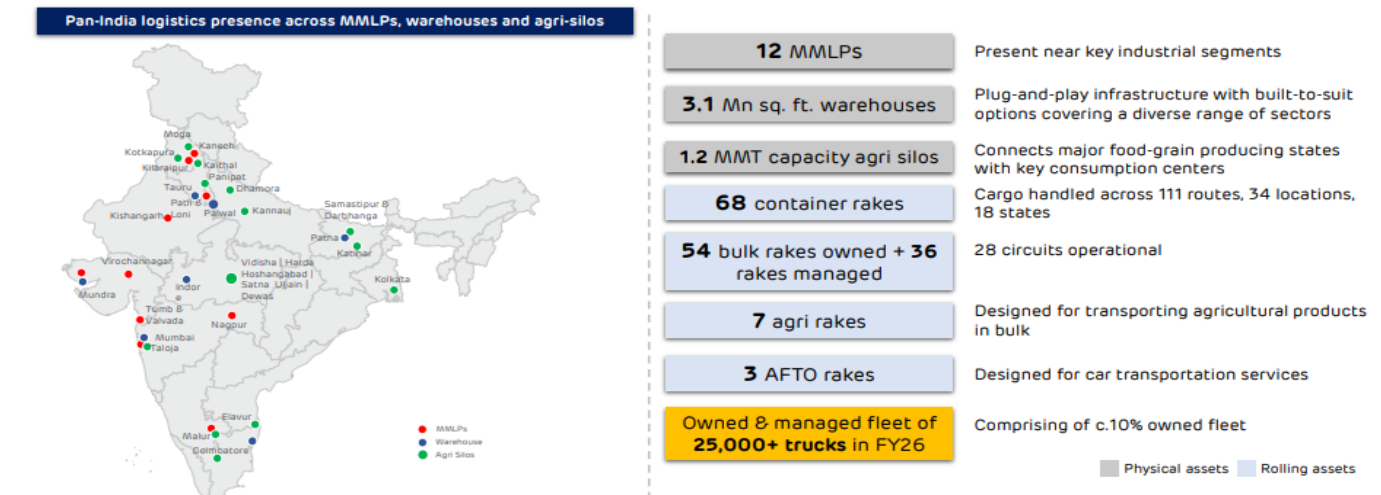 Pan-India logistics presence across MMLPs, warehouses and agri-silos
Moga
Kanech
Kotkapura
Kilaraipur
Kaithal
Panipat
Tauru
Dhamora
Path B
Kishangarh
Loni
Palwal
Kannauj
Samastipur B
Darbhanga
Patna
Katihar
Virochannagar
Mundra
Indor
e
Vidisha | Harda
Hoshangabad |
Satna Ujjain |
Dewas
Kolkata
Tumb B
Valvada
Nagpur
Mumbai
Taloja
Elavur
Malur
Coimbatore
MMLPs
Warehouse
Agri Silos
12 MMLPs
Present near key industrial segments
3.1 Mn sq. ft. warehouses
Plug-and-play infrastructure with built-to-suit
options covering a diverse range of sectors
1.2 MMT capacity agri silos
Connects major food-grain producing states
with key consumption centers
68 container rakes
Cargo handled across 111 routes, 34 locations,
18 states
54 bulk rakes owned + 36
rakes managed
28 circuits operational
7 agri rakes
Designed for transporting agricultural products
in bulk
3 AFTO rakes
Designed for car transportation services
Owned & managed fleet of
25,000+ trucks in FY26
Comprising of c.10% owned fleet
Physical assets
Rolling assets